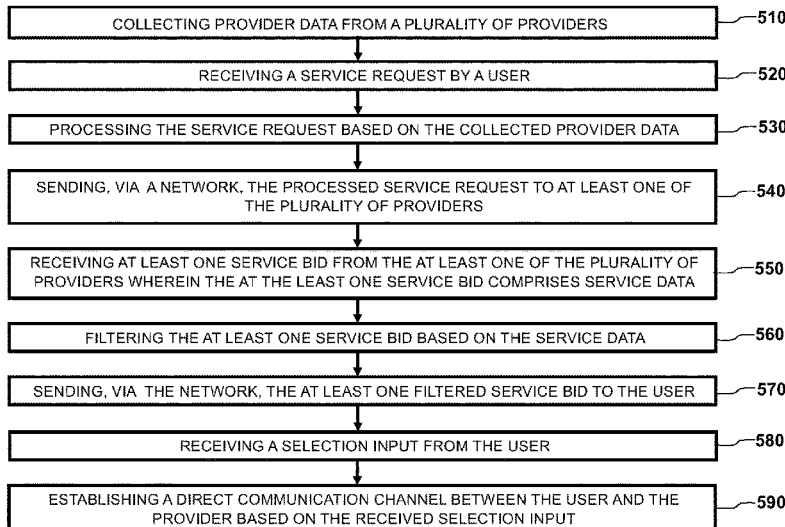 COLLECTING PROVIDER DATA FROM A PLURALITY OF PROVIDERS 510
RECEIVING A SERVICE REQUEST BY A USER 520
PROCESSING THE SERVICE REQUEST BASED ON THE COLLECTED PROVIDER DATA 530
SENDING, VIA A NETWORK, THE PROCESSED SERVICE REQUEST TO AT LEAST ONE OF
THE PLURALITY OF PROVIDERS 540
RECEIVING AT LEAST ONE SERVICE BID FROM THE AT LEAST ONE OF THE PLURALITY OF
PROVIDERS WHEREIN THE AT THE LEAST ONE SERVICE BID COMPRISES SERVICE DATA 550
FILTERING THE AT LEAST ONE SERVICE BID BASED ON THE SERVICE DATA 560
SENDING, VIA THE NETWORK, THE AT LEAST ONE FILTERED SERVICE BID TO THE USER 570
RECEIVING A SELECTION INPUT FROM THE USER 580
ESTABLISHING A DIRECT COMMUNICATION CHANNEL BETWEEN THE USER AND THE
PROVIDER BASED ON THE RECEIVED SELECTION INPUT 590